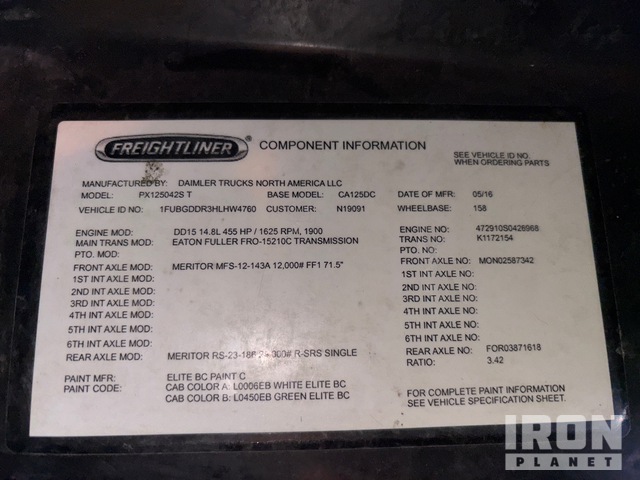 FREIGHTLINER® COMPONENT INFORMATION
SEE VEHICLE ID NO.
WHEN ORDERING PARTS
MANUFACTURED BY: DAIMLER TRUCKS NORTH AMERICA LLC
MODEL: PX125042S T BASE MODEL: CA125DC DATE OF MFR: 05/16
VEHICLE ID NO: 1FUBGDDR3HLHW4760 CUSTOMER: N19091 WHEELBASE: 158
ENGINE MOD: DD15 14.8L 455 HP / 1625 RPM, 1900 ENGINE NO: 472910S0428968
MAIN TRANS MOD: EATON FULLER FRO-15210C TRANSMISSION TRANS NO: K1172154
PTO. MOD: PTO. NO:
FRONT AXLE MOD: MERITOR MFS-12-143A 12,000# FF1 71.5" FRONT AXLE NO: MON02587342
1ST INT AXLE MOD: 1ST INT AXLE NO:
2ND INT AXLE MOD: 2ND INT AXLE NO:
3RD INT AXLE MOD: 3RD INT AXLE NO:
4TH INT AXLE MOD: 4TH INT AXLE NO:
5TH INT AXLE MOD: 5TH INT AXLE NO:
6TH INT AXLE MOD: 6TH INT AXLE NO:
REAR AXLE MOD: MERITOR RS-23-186 R-SRS SINGLE REAR AXLE NO: FOR03871618
RATIO: 3.42
PAINT MFR: ELITE BC PAINT C
PAINT CODE: CAB COLOR A: L0006EB WHITE ELITE BC FOR COMPLETE PAINT INFORMATION
CAB COLOR B: L0450EB GREEN ELITE BC SEE VEHICLE SPECIFICATION SHEET.
IRON
PLANET